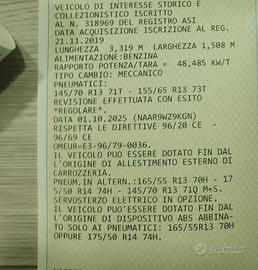 VEICOLO DI INTERESSE STORICO E
COLLEZIONISTICO ISCRITTO
AL N. 318969 DEL REGISTRO ASI
DATA ACQUISIZIONE ISCRIZIONE AL REG.
21.11.2019
LUNGHEZZA 3,319 M LARGHEZZA 1,508 M
ALIMENTAZIONE:BENZINA
RAPPORTO POTENZA/TARA = 48,485 KW/T
TIPO CAMBIO: MECCANICO
PNEUMATICI:
145/70 R13 71T - 155/65 R13 73T
REVISIONE EFFETTUATA CON ESITO
*REGOLARE*.
DATA 01.10.2025 (NAAR9WZ9KGN)
RISPETTA LE DIRETTIVE 96/20 CE -
96/69 CE
OMEUR=E3-96/79-0036.
IL VEICOLO PUO' ESSERE DOTATO FIN DAL
L'ORIGINE DI ALLESTIMENTO ESTERNO DI
CARROZZERIA.
PNEUM.IN ALTERN.:165/55 R13 70H - 17
5/50 R14 74H - 145/70 R13 71Q M+S.
SERVOSTERZO ELETTRICO IN OPZIONE.
IL VEICOLO PUO'ESSERE DOTATO FIN DAL
L'ORIGINE DI DISPOSITIVO ABS ABBINA-
TO SOLO AI PNEUMATICI: 165/55R13 70H
OPPURE 175/50 R14 74H.
subito